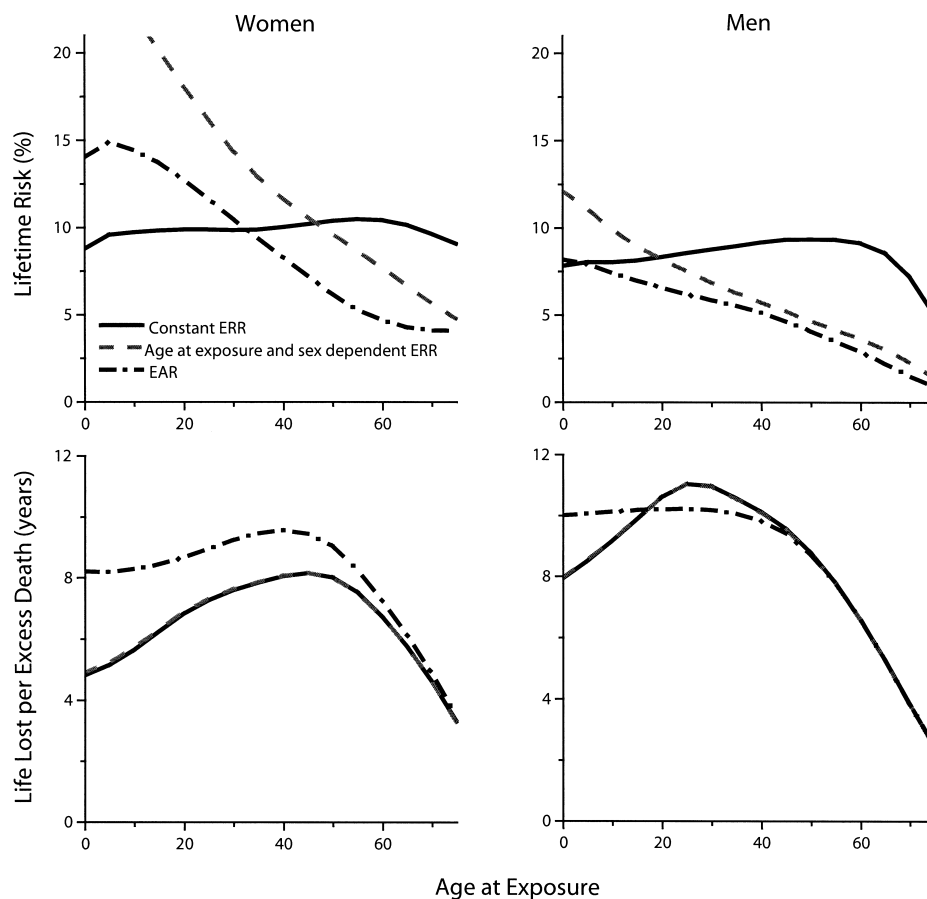 Women
Men
Lifetime Risk (%)
20
15
10
5
0
Constant ERR
Age at exposure and sex dependent ERR
EAR
0 20 40 60
20
15
10
5
0
0 20 40 60
Life Lost per Excess Death (years)
12
8
4
0
0 20 40 60
12
8
4
0
0 20 40 60
Age at Exposure